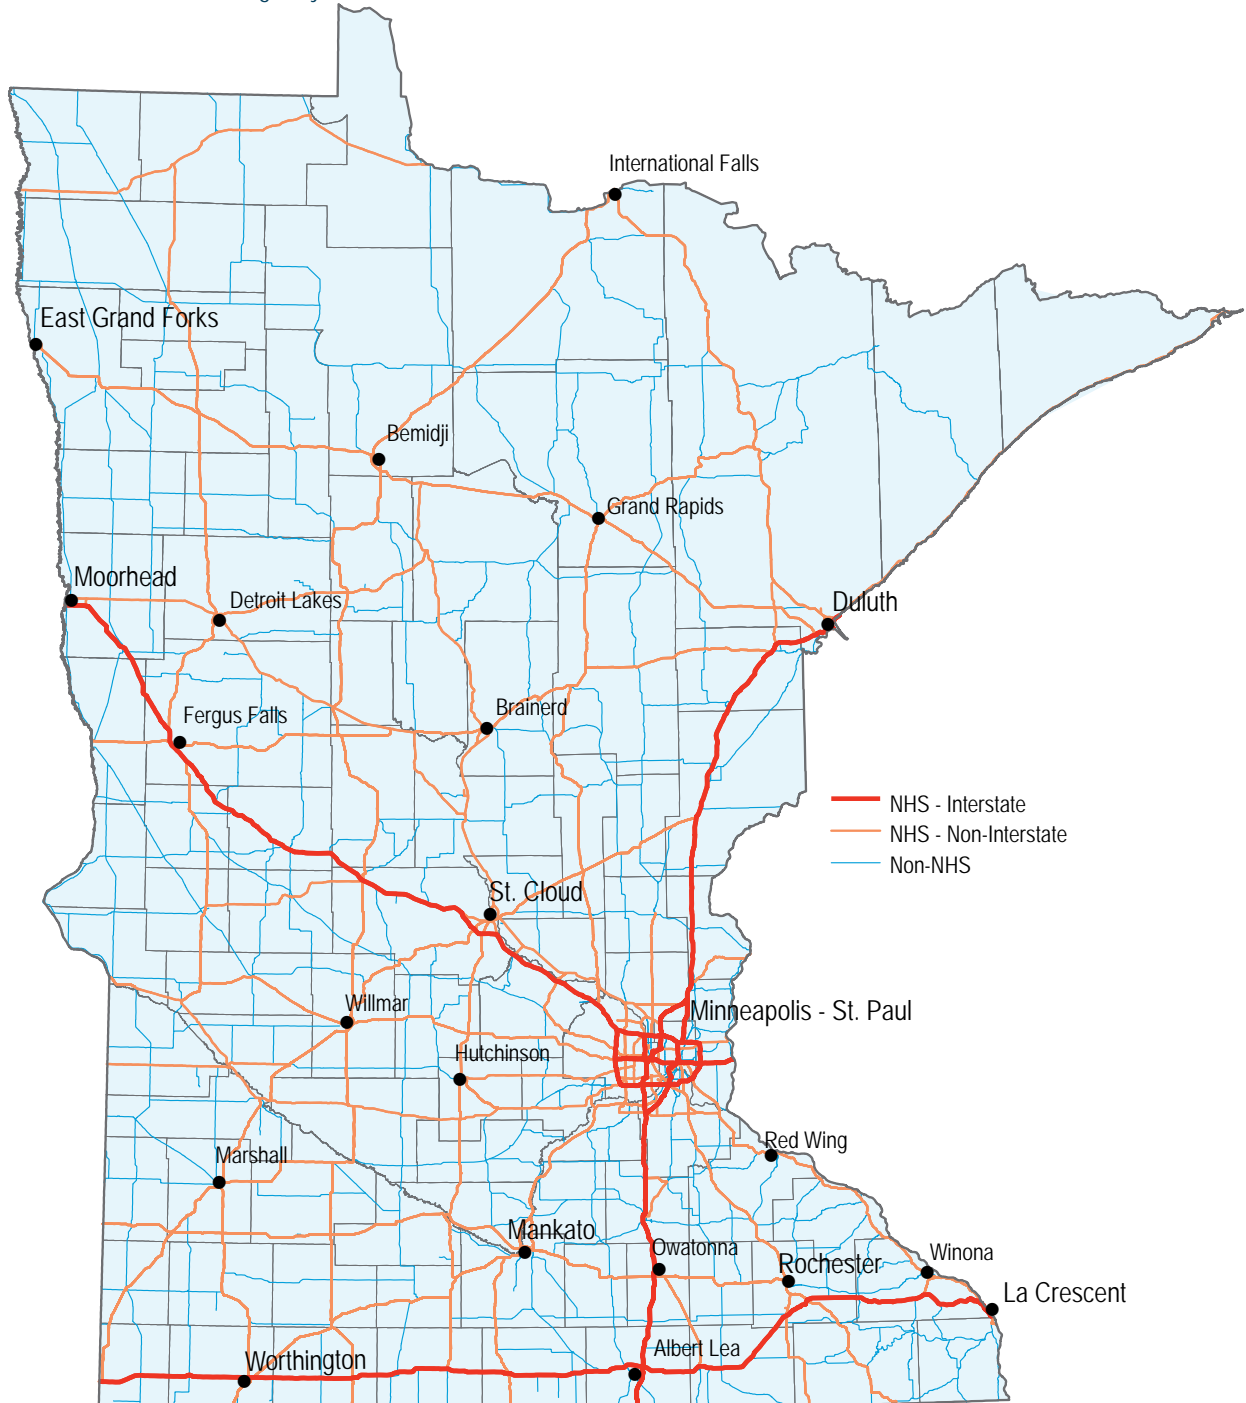 International Falls
East Grand Forks
Bemidji
Grand Rapids
Moorhead
Detroit Lakes
Duluth
Brainerd
Fergus Falls
NHS - Interstate
NHS - Non-Interstate
Non-NHS
St. Cloud
Willmar
Minneapolis - St. Paul
Hutchinson
Red Wing
Marshall
Mankato
Owatonna
Rochester
Winona
La Crescent
Albert Lea
Worthington